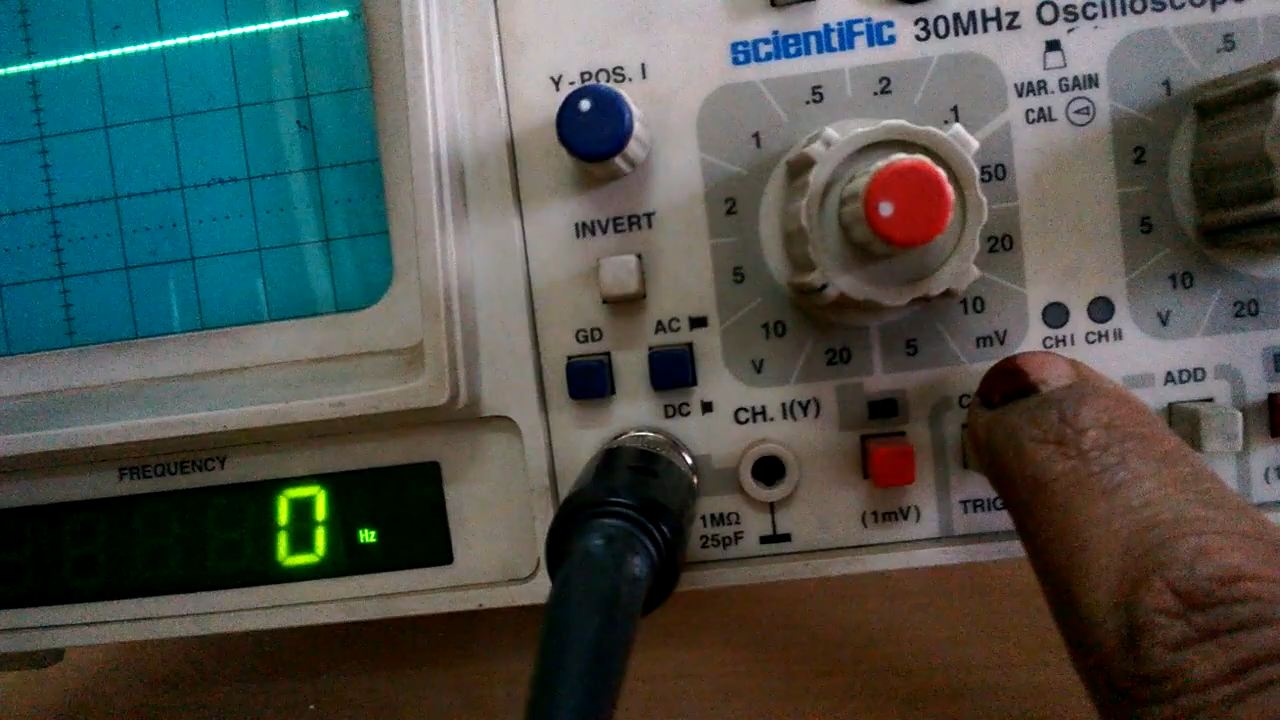 scientiFic 30MHz Oscilloscope
Y-POS. I
VAR. GAIN
CAL
.5 .2 .1
1 50
2 20
5 10
10 mV
V 20 5
.5
1
2
5
10
V 20
INVERT
GD AC
DC
CH I CH II
CH. I(Y)
ADD
1MΩ
25pF
(1mV)
TRIG
FREQUENCY
0 Hz